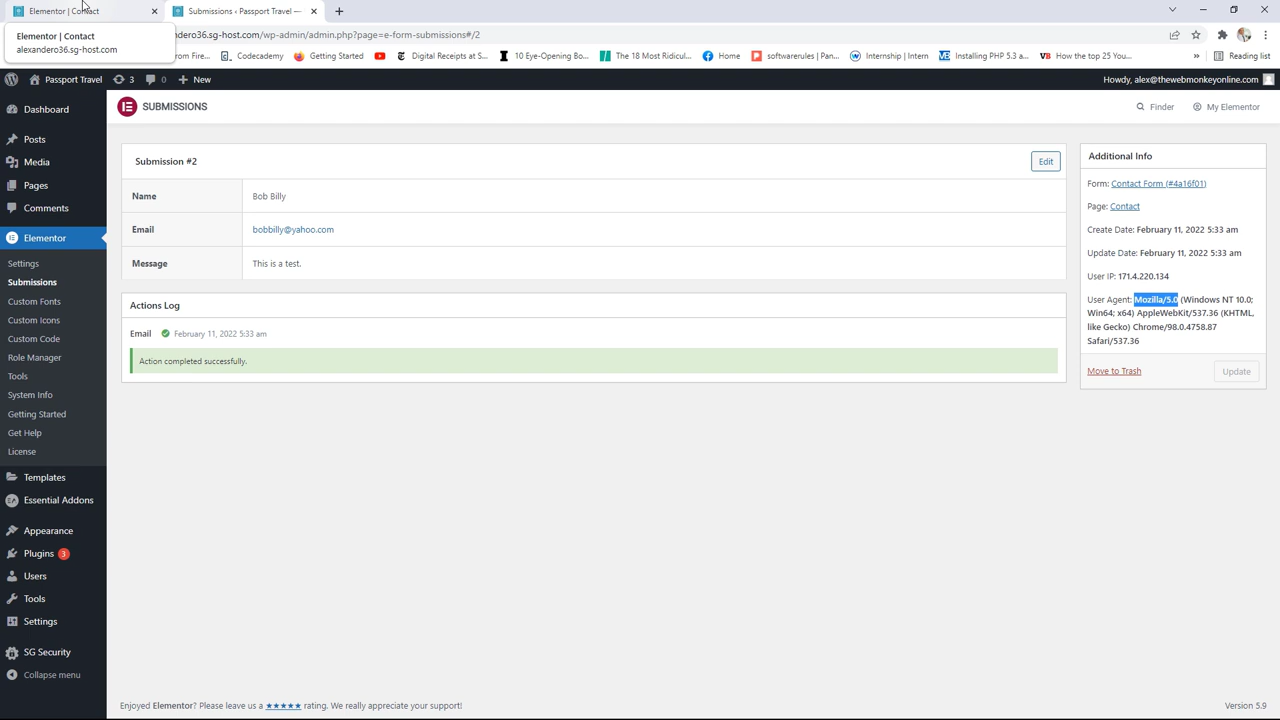 Elementor | Contact
Submissions ‹ Passport Travel —
Elementor | Contact
alexandero36.sg-host.com
andero36.sg-host.com/wp-admin/admin.php?page=e-form-submissions#/2
from Fire... Codecademy Getting Started Digital Receipts at S... 10 Eye-Opening Bo... The 18 Most Ridicul... Home softwarerules | Pan... Internship | Intern Installing PHP 5.3 a... How the top 25 You... » Reading list
Passport Travel 3 0 New Howdy, alex@thewebmonkeyonline.com
Dashboard
Posts
Media
Pages
Comments
Elementor
Settings
Submissions
Custom Fonts
Custom Icons
Custom Code
Role Manager
Tools
System Info
Getting Started
Get Help
License
Templates
Essential Addons
Appearance
Plugins 3
Users
Tools
Settings
SG Security
Collapse menu
SUBMISSIONS
Finder My Elementor
Submission #2 Edit
Name Bob Billy
Email bobbilly@yahoo.com
Message This is a test.
Actions Log
Email February 11, 2022 5:33 am
Action completed successfully.
Additional Info
Form: Contact Form (#4a16f01)
Page: Contact
Create Date: February 11, 2022 5:33 am
Update Date: February 11, 2022 5:33 am
User IP: 171.4.220.134
User Agent: Mozilla/5.0 (Windows NT 10.0;
Win64; x64) AppleWebKit/537.36 (KHTML,
like Gecko) Chrome/98.0.4758.87
Safari/537.36
Move to Trash Update
Enjoyed Elementor? Please leave us a ★★★★★ rating. We really appreciate your support!
Version 5.9